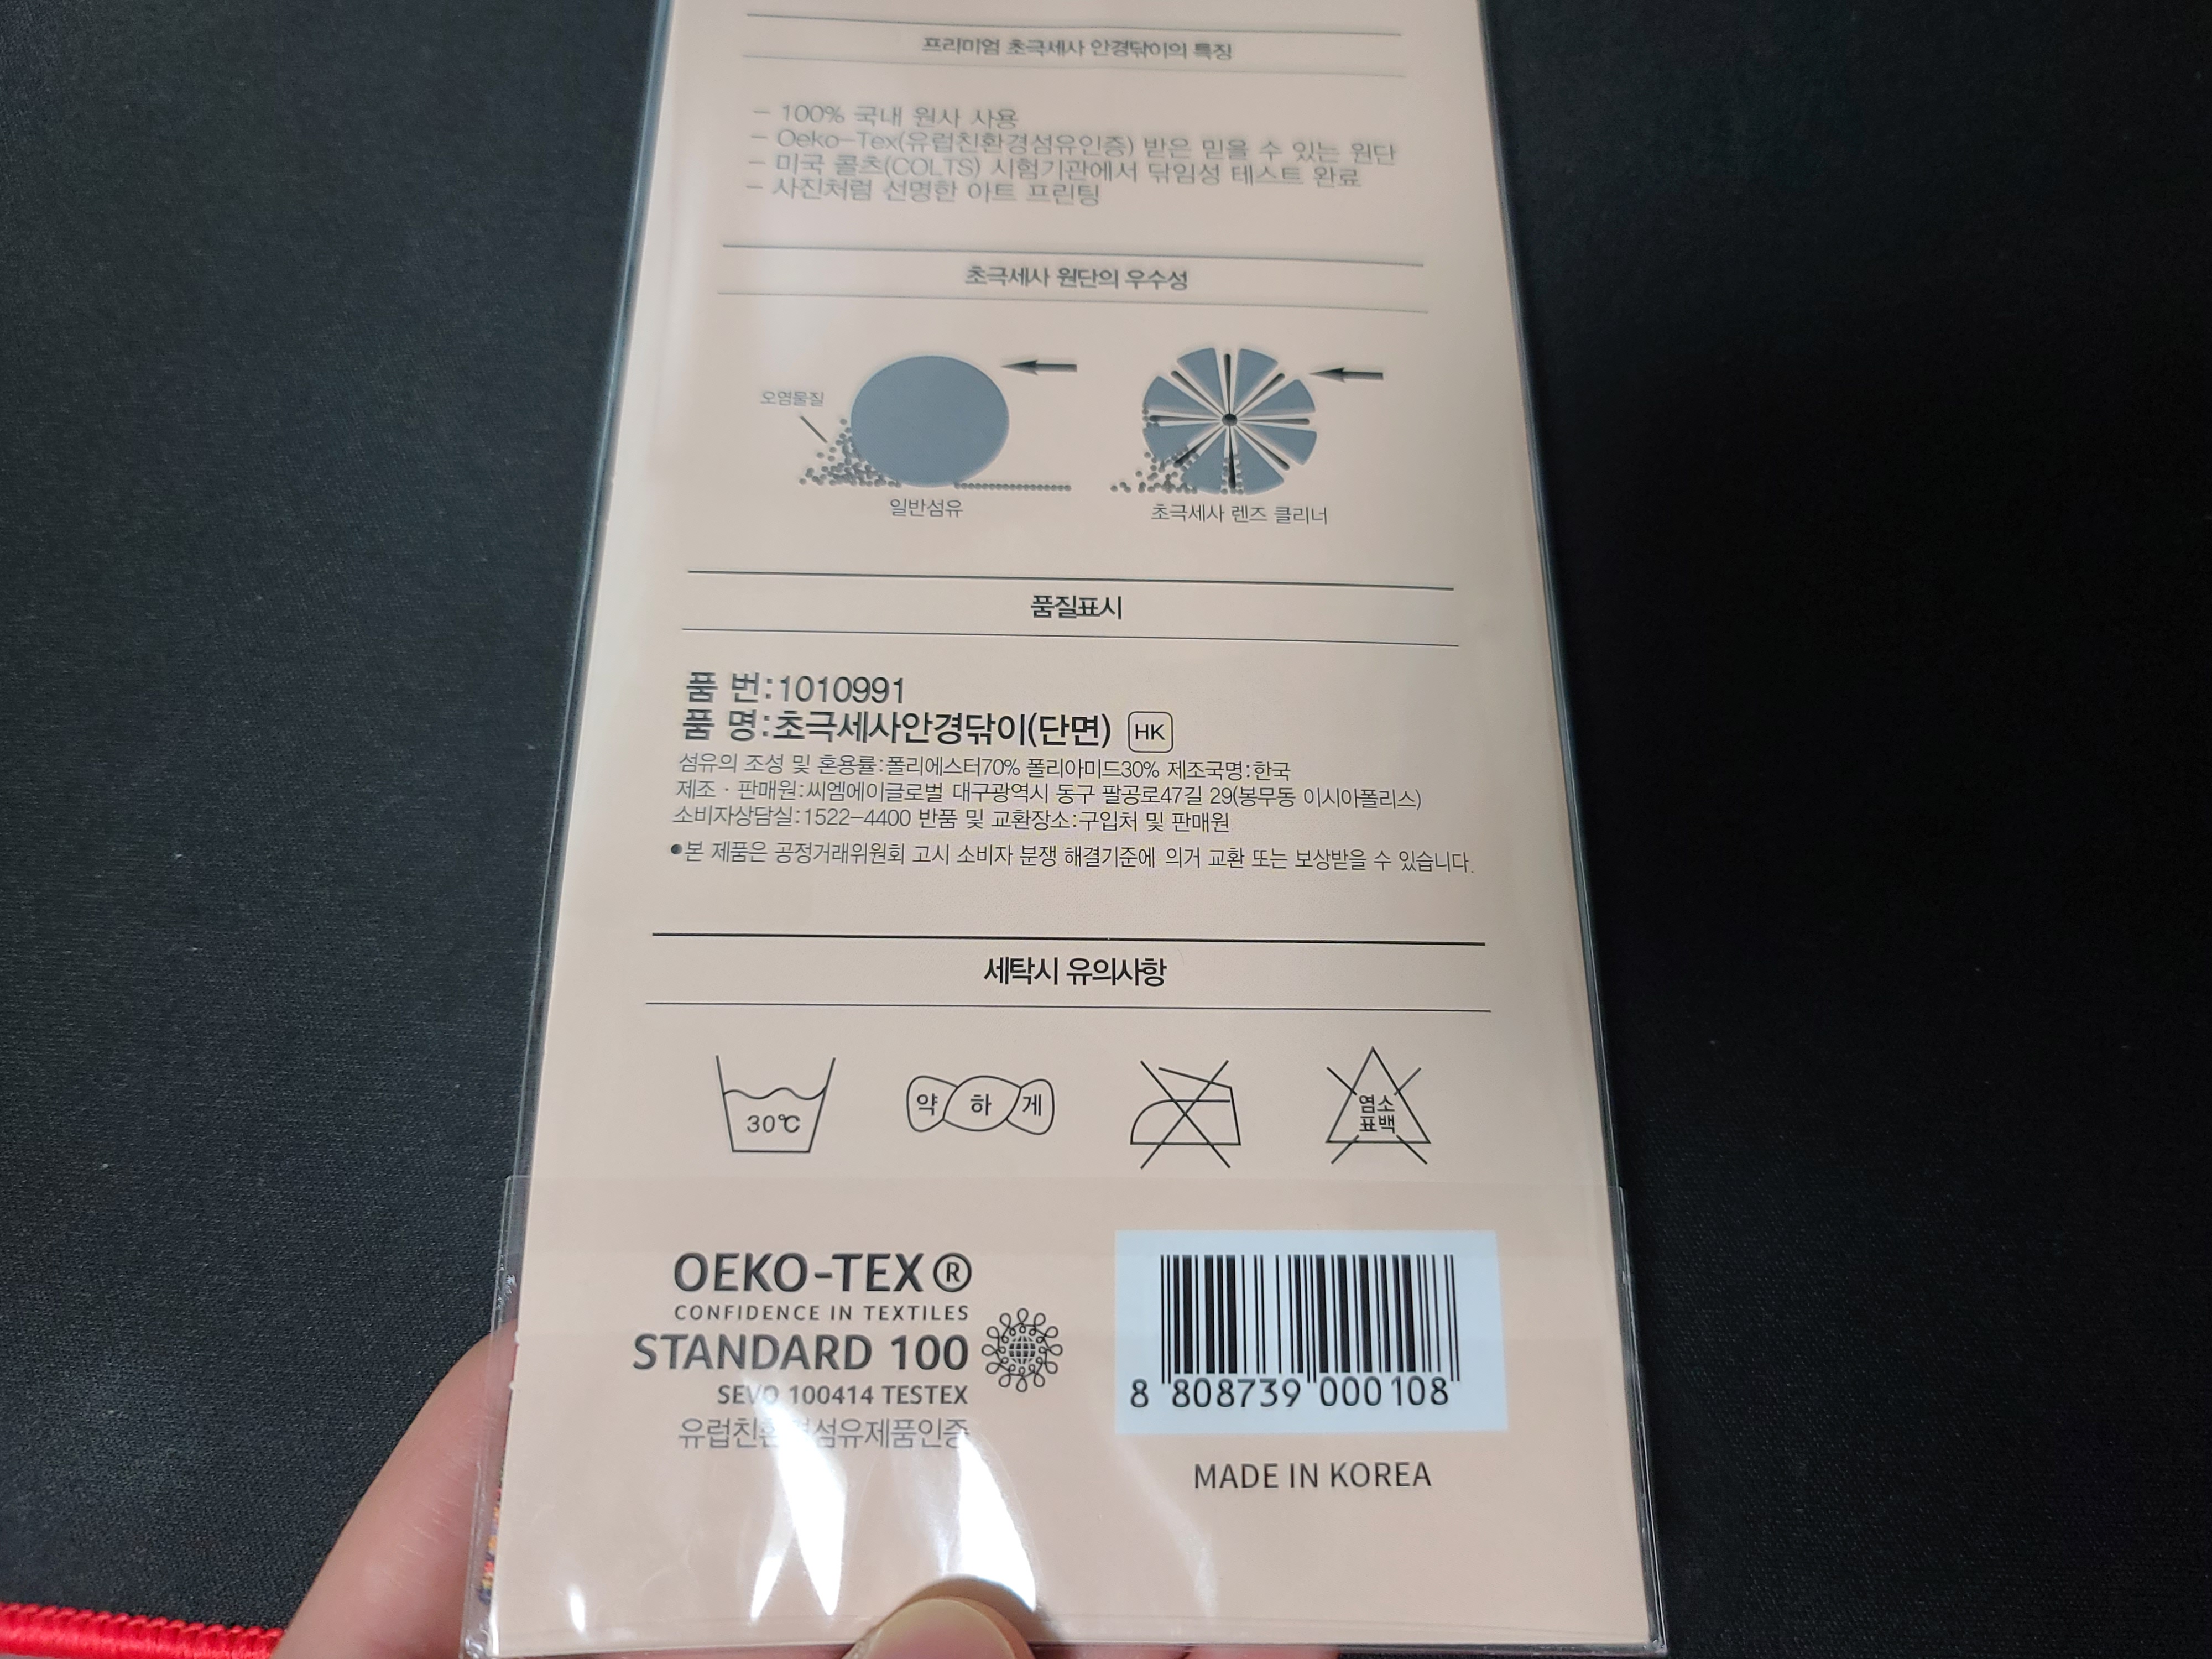 프리미엄 초극세사 안경닦이의 특징
– 100% 국내 원사 사용
– Oeko-Tex(유럽친환경섬유인증) 받은 믿을 수 있는 원단
– 미국 콜츠(COLTS) 시험기관에서 닦임성 테스트 완료
– 사진처럼 선명한 아트 프린팅
초극세사 원단의 우수성
오염물질
일반섬유
초극세사 렌즈 클리너
품질표시
품 번:1010991
품 명:초극세사안경닦이(단면) HK
섬유의 조성 및 혼용률:폴리에스터70% 폴리아미드30% 제조국명:한국
제조 · 판매원:씨엠에이글로벌 대구광역시 동구 팔공로47길 29(봉무동 이시아폴리스)
소비자상담실:1522-4400 반품 및 교환장소:구입처 및 판매원
●본 제품은 공정거래위원회 고시 소비자 분쟁 해결기준에 의거 교환 또는 보상받을 수 있습니다.
세탁시 유의사항
30℃
약 하 게
염소
표백
OEKO-TEX®
CONFIDENCE IN TEXTILES
STANDARD 100
SEVO 100414 TESTEX
유럽친환경섬유제품인증
8 808739 000108
MADE IN KOREA